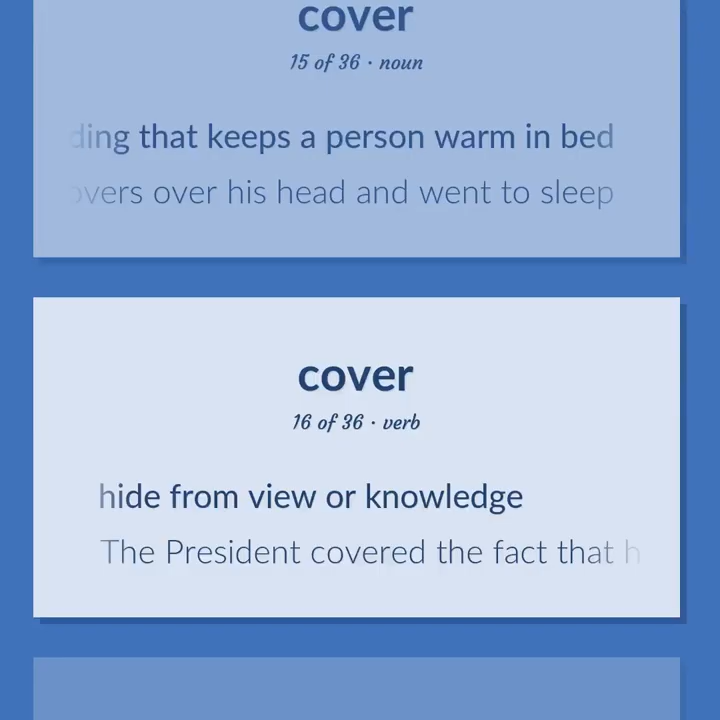 cover
15 of 36 · noun
ding that keeps a person warm in bed
overs over his head and went to sleep
cover
16 of 36 · verb
hide from view or knowledge
The President covered the fact that h